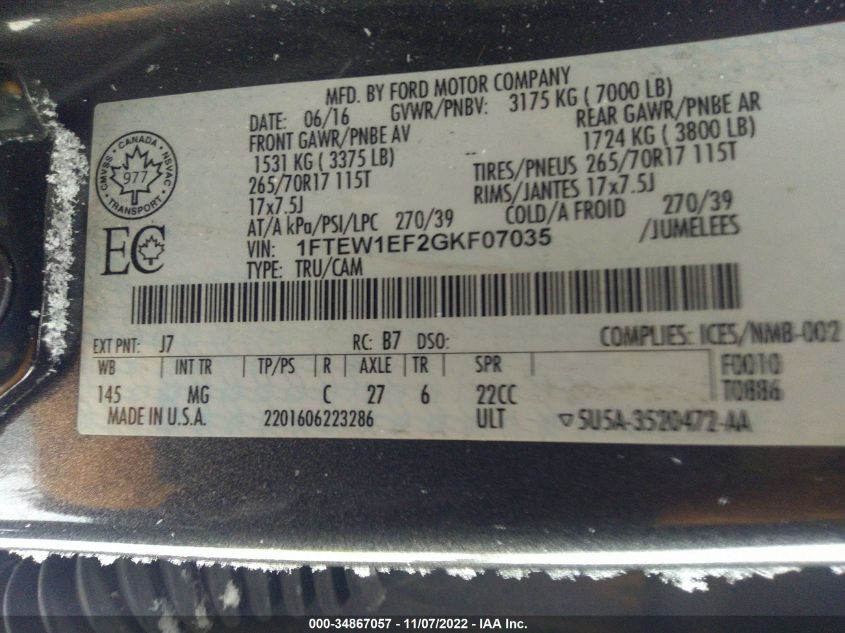 MFD. BY FORD MOTOR COMPANY
DATE: 06/16 GVWR/PNBV: 3175 KG ( 7000 LB)
FRONT GAWR/PNBE AV REAR GAWR/PNBE AR
1531 KG ( 3375 LB) 1724 KG ( 3800 LB)
265/70R17 115T TIRES/PNEUS 265/70R17 115T
17x7.5J RIMS/JANTES 17x7.5J
AT/A kPa/PSI/LPC 270/39 COLD/A FROID 270/39
VIN: 1FTEW1EF2GKF07035 /JUMELEES
TYPE: TRU/CAM
CMVSS CANADA NSVAC
977
TRANSPORT
EC
EXT PNT: J7 RC: B7 DSO: COMPLIES: ICES/NMB-002
WB INT TR TP/PS R AXLE TR SPR F0010
145 MG C 27 6 22CC T0886
MADE IN U.S.A. 2201606223286 ULT ▽5U5A-3520472-AA
000-34867057 - 11/07/2022 - IAA Inc.